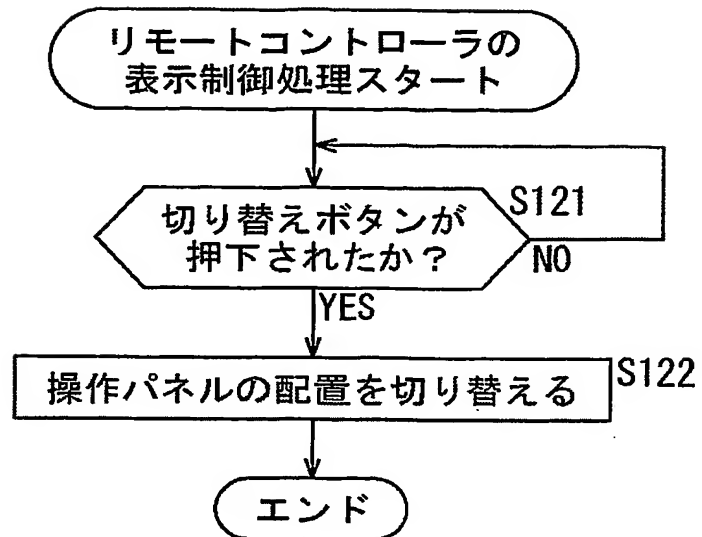 リモートコントローラの
表示制御処理スタート
切り替えボタンが
押下されたか？
S121
NO
YES
操作パネルの配置を切り替える
S122
エンド